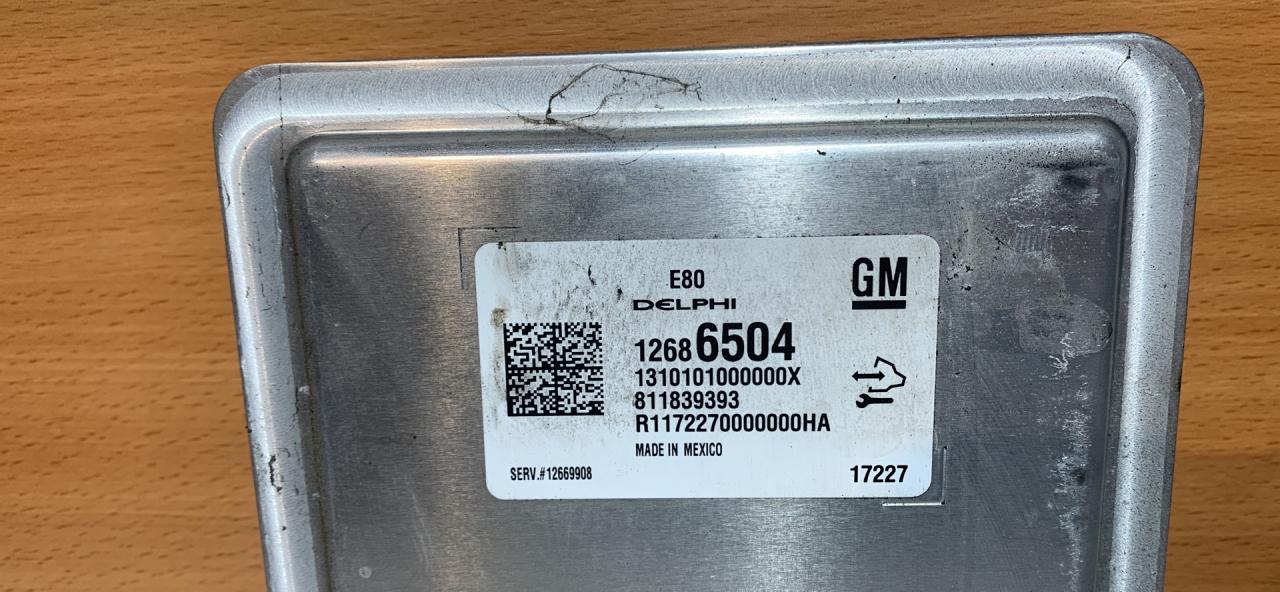 E80
GM
DELPHI
12686504
1310101000000X
811839393
R1172270000000HA
MADE IN MEXICO
SERV.#12669908
17227